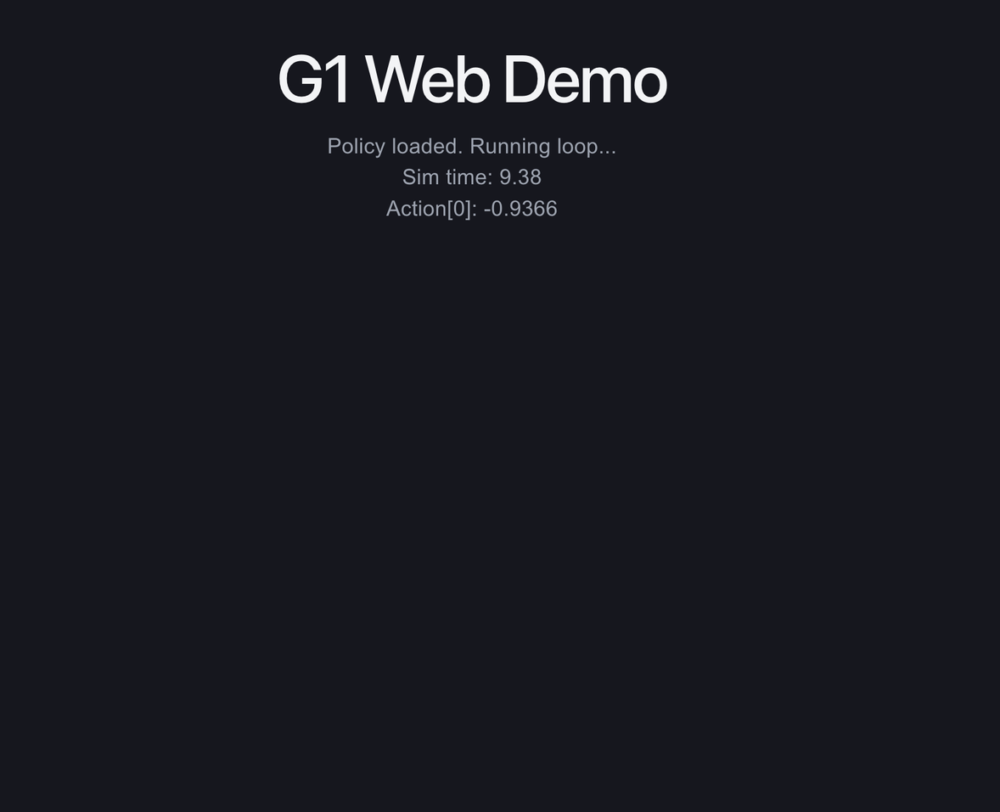 G1 Web Demo
Policy loaded. Running loop...
Sim time: 9.38
Action[0]: -0.9366